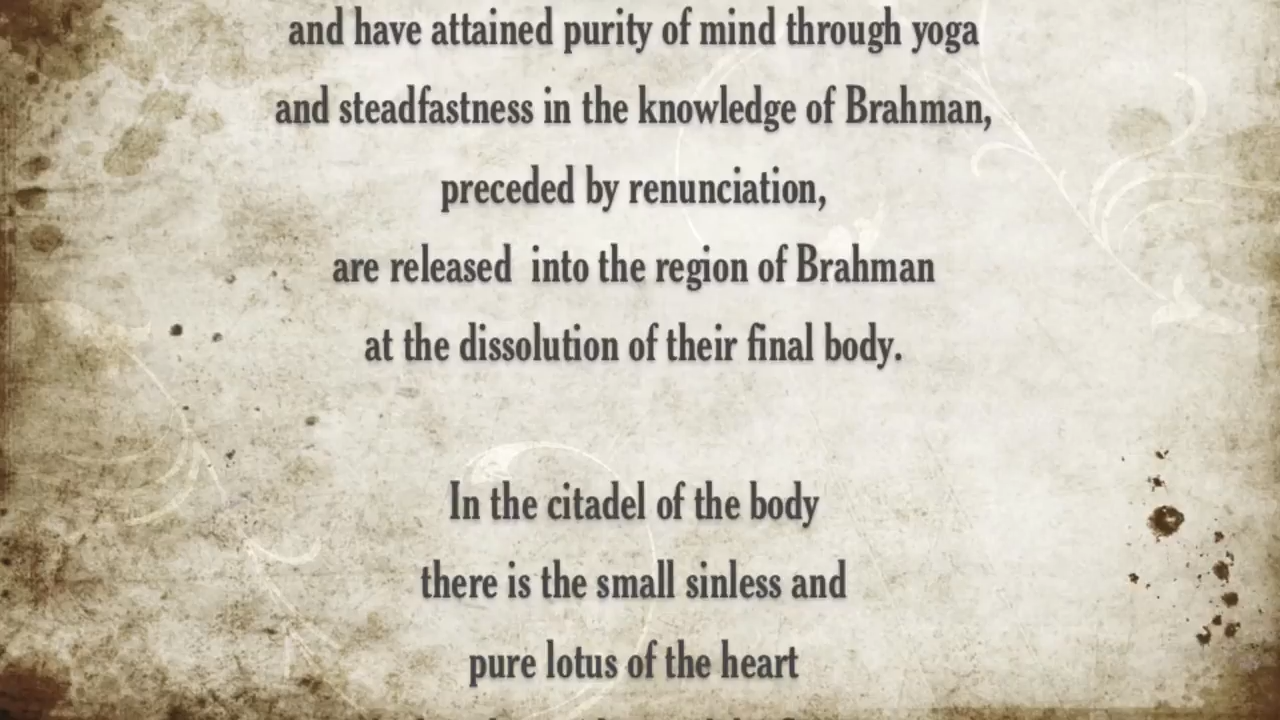 and have attained purity of mind through yoga
and steadfastness in the knowledge of Brahman,
preceded by renunciation,
are released into the region of Brahman
at the dissolution of their final body.
In the citadel of the body
there is the small sinless and
pure lotus of the heart